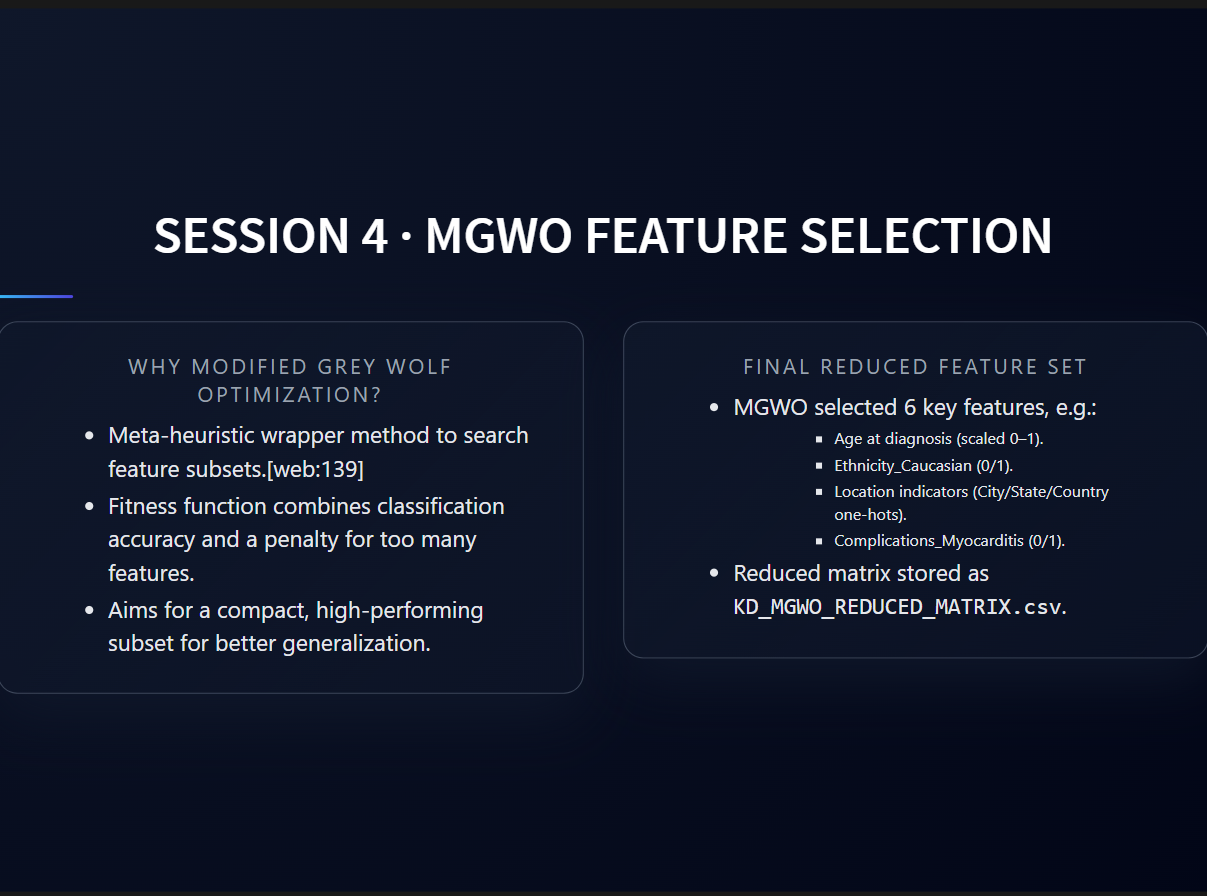 SESSION 4 · MGWO FEATURE SELECTION
WHY MODIFIED GREY WOLF
OPTIMIZATION?
• Meta-heuristic wrapper method to search
feature subsets.[web:139]
• Fitness function combines classification
accuracy and a penalty for too many
features.
• Aims for a compact, high-performing
subset for better generalization.
FINAL REDUCED FEATURE SET
• MGWO selected 6 key features, e.g.:
▪ Age at diagnosis (scaled 0–1).
▪ Ethnicity_Caucasian (0/1).
▪ Location indicators (City/State/Country
one-hots).
▪ Complications_Myocarditis (0/1).
• Reduced matrix stored as
KD_MGWO_REDUCED_MATRIX.csv.